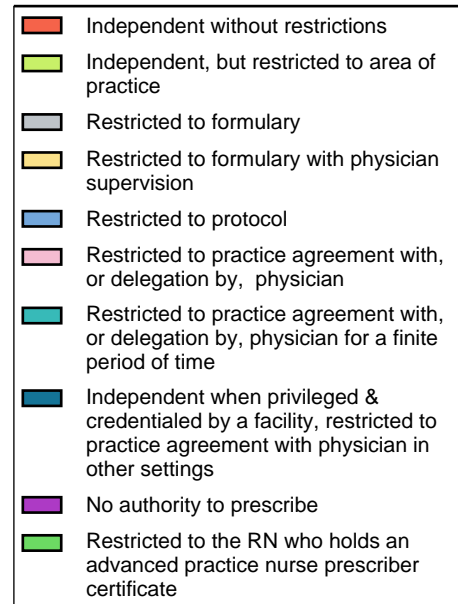 Independent without restrictions
Independent, but restricted to area of
practice
Restricted to formulary
Restricted to formulary with physician
supervision
Restricted to protocol
Restricted to practice agreement with,
or delegation by, physician
Restricted to practice agreement with,
or delegation by, physician for a finite
period of time
Independent when privileged &
credentialed by a facility, restricted to
practice agreement with physician in
other settings
No authority to prescribe
Restricted to the RN who holds an
advanced practice nurse prescriber
certificate